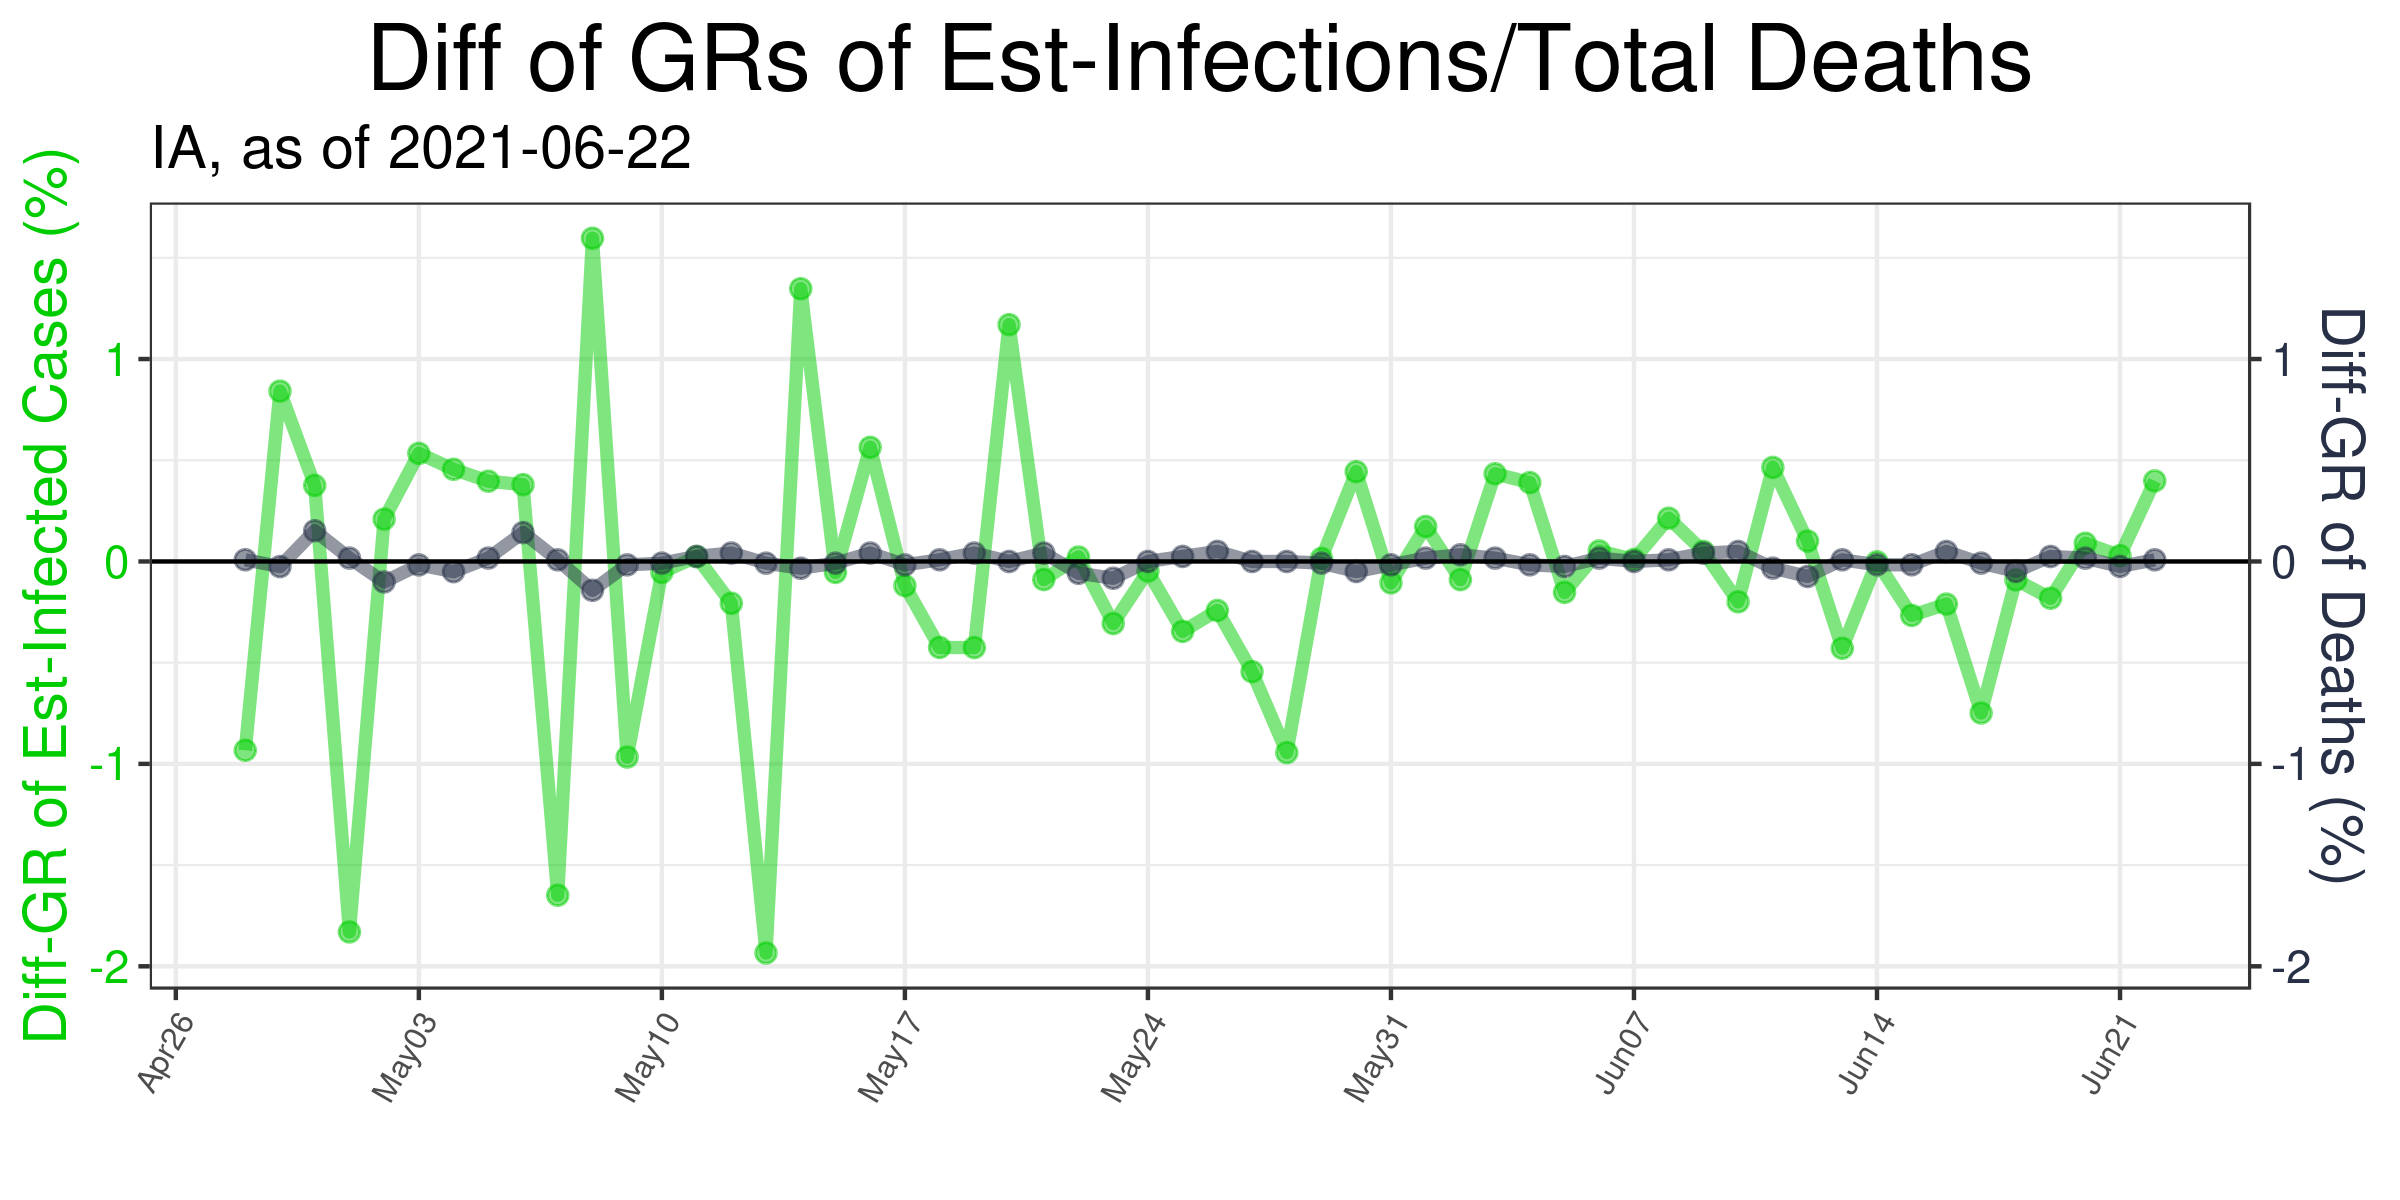 Diff of GRs of Est-Infections/Total Deaths
IA, as of 2021-06-22
Diff-GR of Est-Infected Cases (%)
1
0
-1
-2
1
0
-1
-2
Diff-GR of Deaths (%)
Apr26
May03
May10
May17
May24
May31
Jun07
Jun14
Jun21